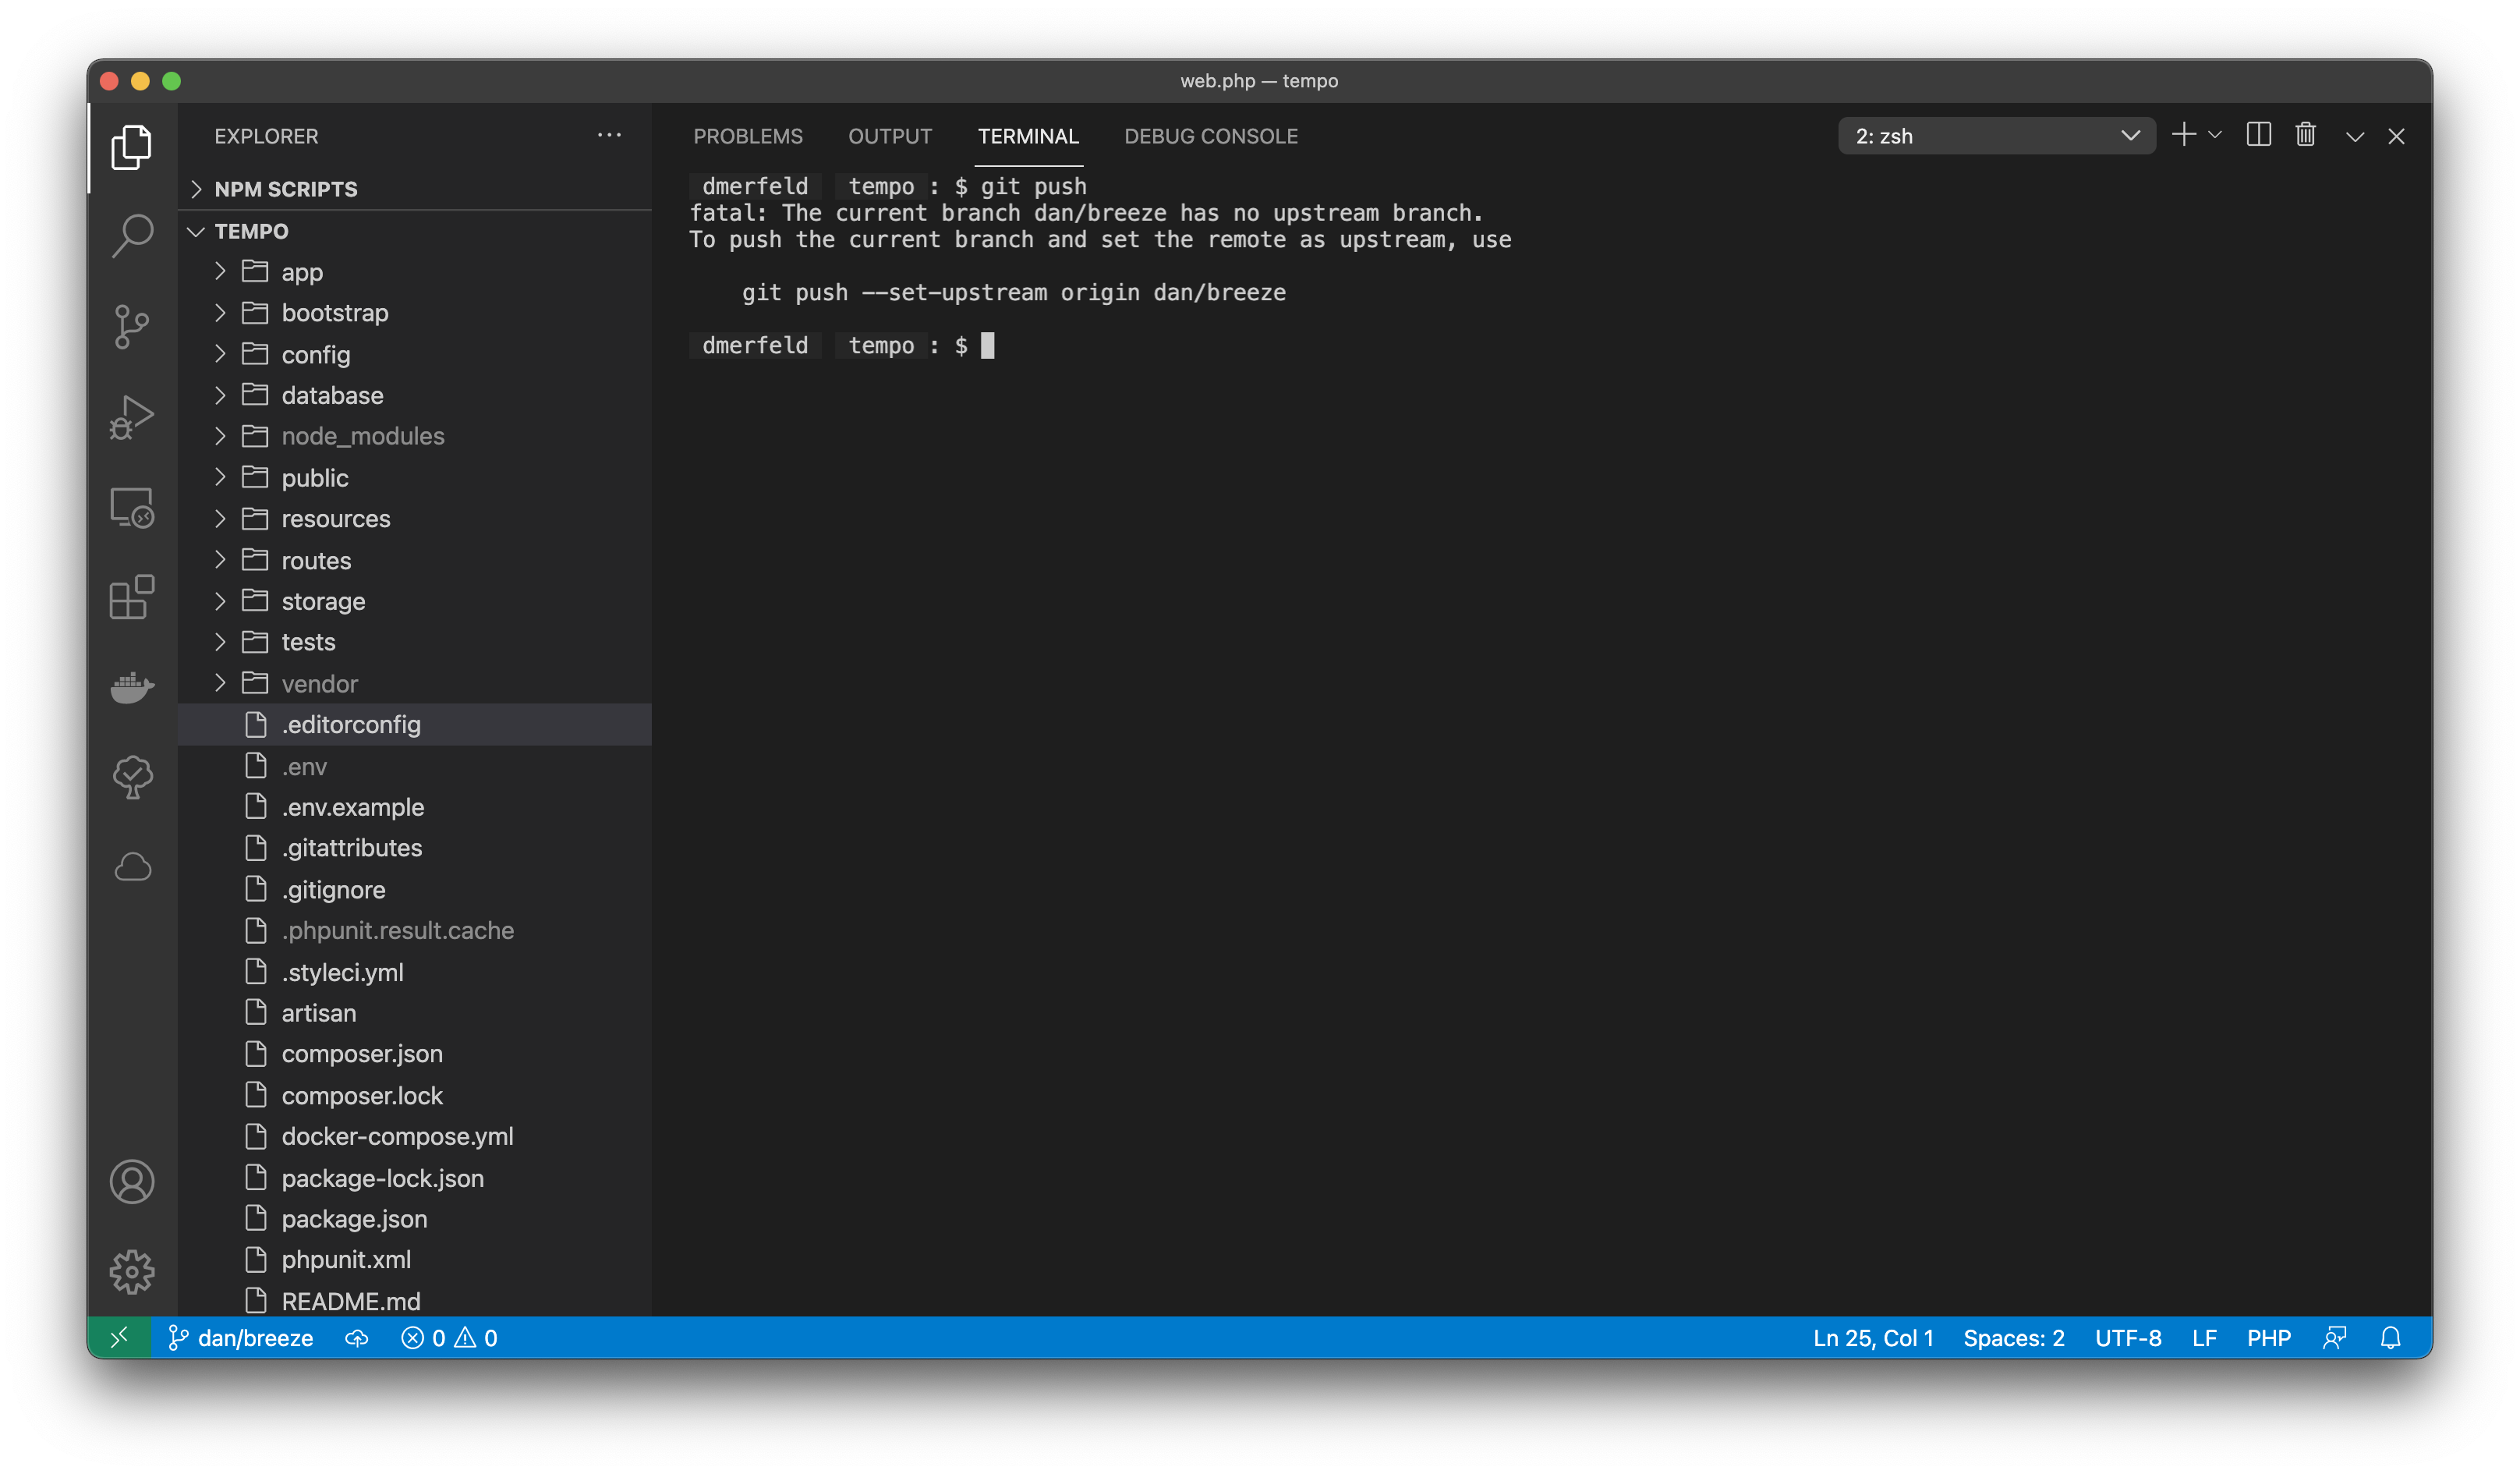 web.php — tempo
EXPLORER
NPM SCRIPTS
TEMPO
app
bootstrap
config
database
node_modules
public
resources
routes
storage
tests
vendor
.editorconfig
.env
.env.example
.gitattributes
.gitignore
.phpunit.result.cache
.styleci.yml
artisan
composer.json
composer.lock
docker-compose.yml
package-lock.json
package.json
phpunit.xml
README.md
PROBLEMS OUTPUT TERMINAL DEBUG CONSOLE 2: zsh
dmerfeld tempo : $ git push
fatal: The current branch dan/breeze has no upstream branch.
To push the current branch and set the remote as upstream, use
git push --set-upstream origin dan/breeze
dmerfeld tempo : $
dan/breeze 0 0 Ln 25, Col 1 Spaces: 2 UTF-8 LF PHP